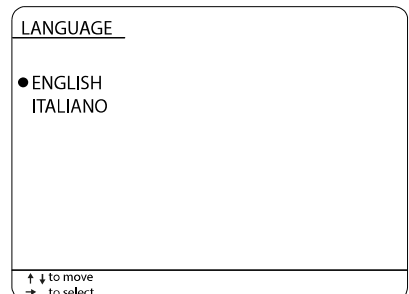 LANGUAGE
● ENGLISH
ITALIANO
↑ ↓ to move
→ to select